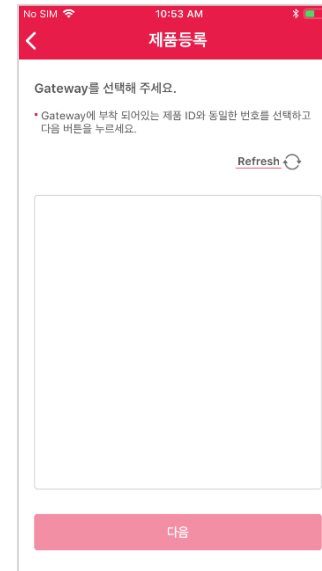 No SIM 10:53 AM
제품등록
Gateway를 선택해 주세요.
Gateway에 부착 되어있는 제품 ID와 동일한 번호를 선택하고
다음 버튼을 누르세요.
Refresh
다음